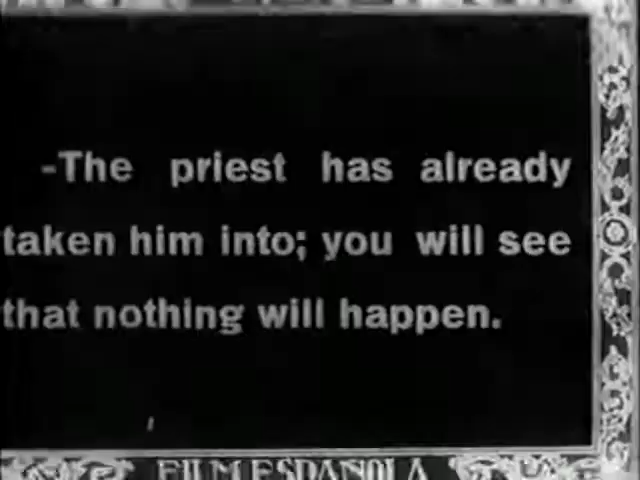 -The priest has already
taken him into; you will see
that nothing will happen.
FILM ESPAÑOLA